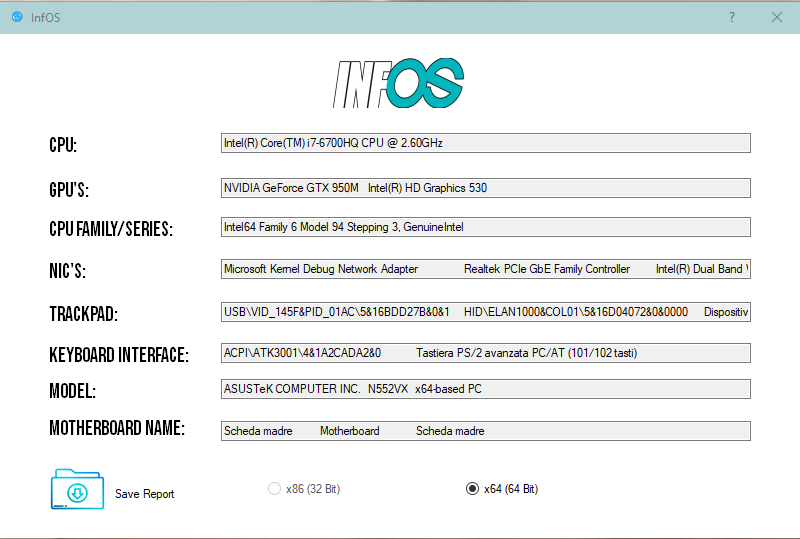 InfOS
INFOS
CPU: Intel(R) Core(TM) i7-6700HQ CPU @ 2.60GHz
GPU'S: NVIDIA GeForce GTX 950M Intel(R) HD Graphics 530
CPU FAMILY/SERIES: Intel64 Family 6 Model 94 Stepping 3, GenuineIntel
NIC'S: Microsoft Kernel Debug Network Adapter Realtek PCIe GbE Family Controller Intel(R) Dual Band
TRACKPAD: USB\VID_145F&PID_01AC\5&16BDD27B&0&1 HID\ELAN1000&COL01\5&16D04072&0&0000 Dispositiv
KEYBOARD INTERFACE: ACPI\ATK3001\4&1A2CADA2&0 Tastiera PS/2 avanzata PC/AT (101/102 tasti)
MODEL: ASUSTeK COMPUTER INC. N552VX x64-based PC
MOTHERBOARD NAME: Scheda madre Motherboard Scheda madre
Save Report x86 (32 Bit) x64 (64 Bit)